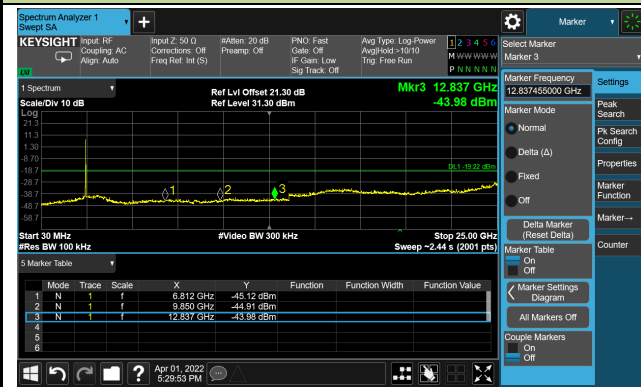 Spectrum Analyzer 1
Swept SA
Marker
KEYSIGHT
Input: RF
Coupling: AC
Align: Auto
Input Z: 50 Ω
Corrections: Off
Freq Ref: Int (S)
#Atten: 20 dB
Preamp: Off
PNO: Fast
Gate: Off
IF Gain: Low
Sig Track: Off
Avg Type: Log-Power
Avg|Hold:>10/10
Trig: Free Run
1 2 3 4 5 6
M W W W W W
P N N N N N
LXI
Select Marker
Marker 3
1 Spectrum
Scale/Div 10 dB
Ref Lvl Offset 21.30 dB
Ref Level 31.30 dBm
Mkr3 12.837 GHz
-43.98 dBm
Log
21.3
11.3
1.30
-8.70
-18.7
-28.7
-38.7
-48.7
-58.7
DL1 -19.22 dBm
1
2
3
Start 30 MHz
#Res BW 100 kHz
#Video BW 300 kHz
Stop 25.00 GHz
Sweep ~2.44 s (2001 pts)
5 Marker Table
Mode Trace Scale X Y Function Function Width Function Value
1 N 1 f 6.812 GHz -45.12 dBm
2 N 1 f 9.850 GHz -44.91 dBm
3 N 1 f 12.837 GHz -43.98 dBm
4
5
6
Marker Frequency
12.837455000 GHz
Marker Mode
Normal
Delta (Δ)
Fixed
Off
Delta Marker
(Reset Delta)
Marker Table
On
Off
Marker Settings
Diagram
All Markers Off
Couple Markers
On
Off
Settings
Peak
Search
Pk Search
Config
Properties
Marker
Function
Marker→
Counter
Apr 01, 2022
5:29:53 PM